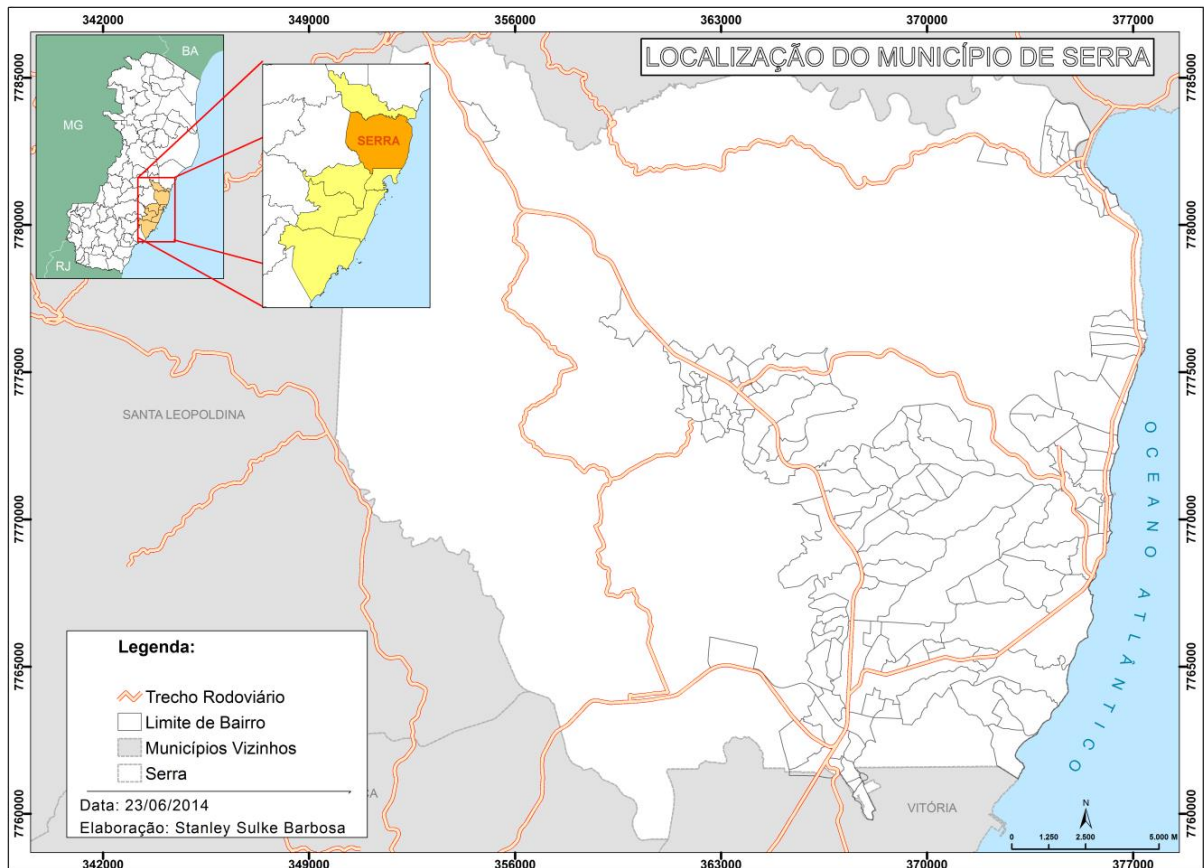 342000
349000
356000
363000
370000
377000
LOCALIZAÇÃO DO MUNICÍPIO DE SERRA
BA
MG
RJ
SERRA
7785000
7785000
7780000
7780000
7775000
7775000
SANTA LEOPOLDINA
7770000
7770000
OCEANO ATLÂNTICO
7765000
7765000
Legenda:
Trecho Rodoviário
Limite de Bairro
Municípios Vizinhos
Serra
Data: 23/06/2014
Elaboração: Stanley Sulke Barbosa
CA
VITÓRIA
7760000
7760000
N
0 1.250 2.500 5.000 M
342000
349000
356000
363000
370000
377000